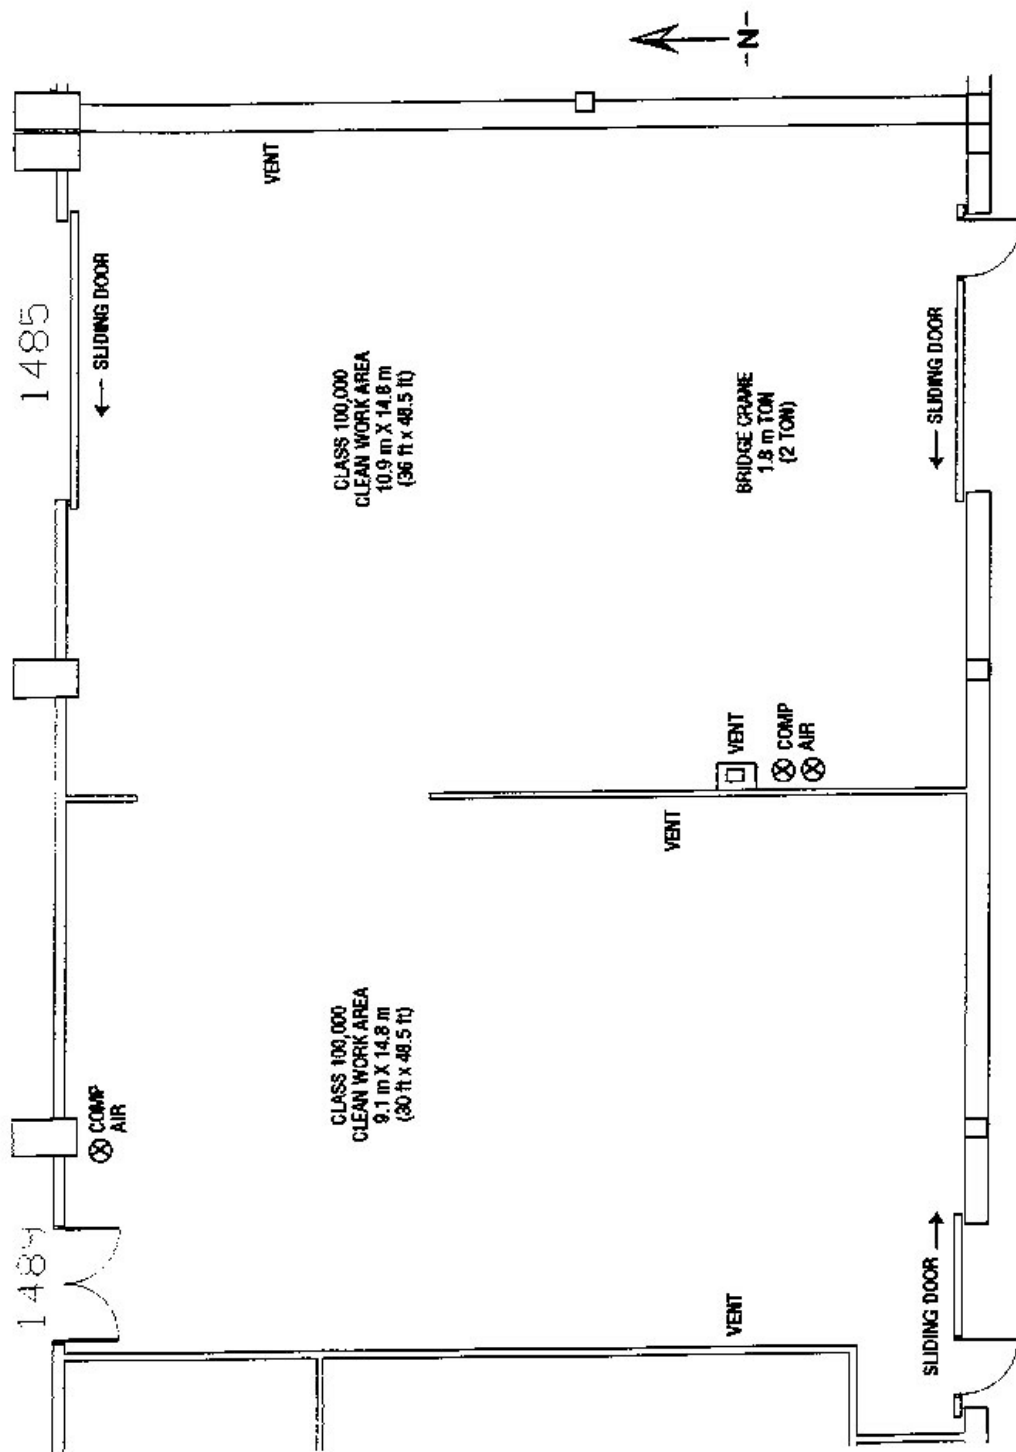 -N-
1485
← SLIDING DOOR
VENT
CLASS 100,000
CLEAN WORK AREA
10.9 m X 14.8 m
(36 ft x 48.5 ft)
BRIDGE CRANE
1.8 m TON
(2 TON)
← SLIDING DOOR
VENT
COMP
AIR
VENT
CLASS 100,000
CLEAN WORK AREA
9.1 m X 14.8 m
(30 ft x 48.5 ft)
COMP
AIR
1489
VENT
SLIDING DOOR →